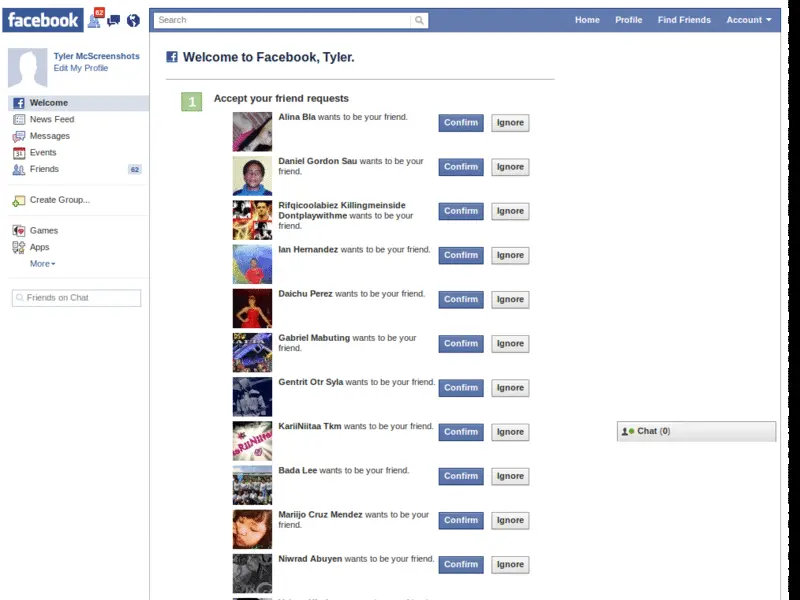 facebook
62
Search
Home Profile Find Friends Account
Tyler McScreenshots
Edit My Profile
Welcome
News Feed
Messages
31
Events
Friends 62
Create Group...
Games
Apps
More
Friends on Chat
Welcome to Facebook, Tyler.
1 Accept your friend requests
Alina Bla wants to be your friend.
Confirm Ignore
Daniel Gordon Sau wants to be your
friend.
Confirm Ignore
Rifqicoolabiez Killingmeinside
Dontplaywithme wants to be your
friend.
Confirm Ignore
Ian Hernandez wants to be your friend.
Confirm Ignore
Daichu Perez wants to be your friend.
Confirm Ignore
Gabriel Mabuting wants to be your
friend.
Confirm Ignore
Gentrit Otr Syla wants to be your friend.
Confirm Ignore
KariiNiitaa Tkm wants to be your friend.
Confirm Ignore
Bada Lee wants to be your friend.
Confirm Ignore
Mariijo Cruz Mendez wants to be your
friend.
Confirm Ignore
Niwrad Abuyen wants to be your friend.
Confirm Ignore
Chat (0)